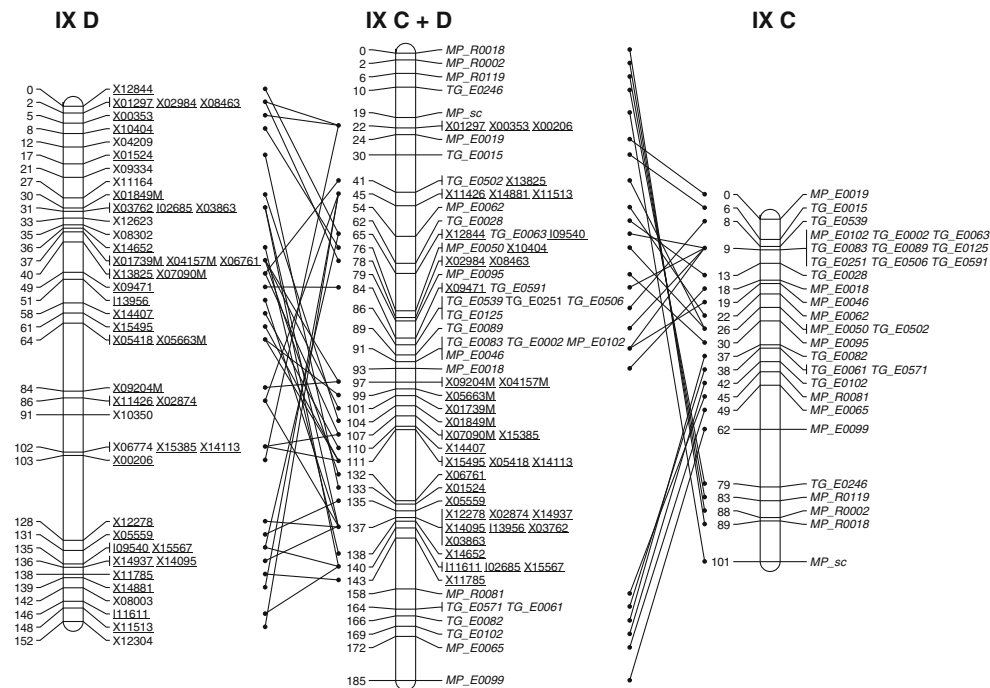 IX D
0 X12844
2 X01297 X02984 X08463
5 X00353
8 X10404
12 X04209
17 X01524
21 X09334
27 X11164
30 X01849M
31 X03762 I02685 X03863
33 X12623
35 X08302
36 X14652
37 X01739M X04157M X06761
40 X13825 X07090M
49 X09471
51 I13956
58 X14407
61 X15495
64 X05418 X05663M
84 X09204M
86 X11426 X02874
91 X10350
102 X06774 X15385 X14113
103 X00206
128 X12278
131 X05559
135 I09540 X15567
136 X14937 X14095
138 X11785
139 X14881
142 X08003
146 I11611
148 X11513
152 X12304
IX C + D
0 MP_R0018
2 MP_R0002
6 MP_R0119
10 TG_E0246
19 MP_sc
22 X01297 X00353 X00206
24 MP_E0019
30 TG_E0015
41 TG_E0502 X13825
45 X11426 X14881 X11513
54 MP_E0062
62 TG_E0028
65 X12844 TG_E0063 I09540
76 MP_E0050 X10404
78 X02984 X08463
79 MP_E0095
84 X09471 TG_E0591
86 TG_E0539 TG_E0251 TG_E0506
TG_E0125
89 TG_E0089
91 TG_E0083 TG_E0002 MP_E0102
MP_E0046
93 MP_E0018
97 X09204M X04157M
99 X05663M
101 X01739M
104 X01849M
107 X07090M X15385
110 X14407
111 X15495 X05418 X14113
132 X06761
133 X01524
135 X05559
137 X12278 X02874 X14937
X14095 I13956 X03762
X03863
138 X14652
140 I11611 I02685 X15567
143 X11785
158 MP_R0081
164 TG_E0571 TG_E0061
166 TG_E0082
169 TG_E0102
172 MP_E0065
185 MP_E0099
IX C
0 MP_E0019
6 TG_E0015
8 TG_E0539
9 MP_E0102 TG_E0002 TG_E0063
TG_E0083 TG_E0089 TG_E0125
TG_E0251 TG_E0506 TG_E0591
13 TG_E0028
18 MP_E0018
19 MP_E0046
22 MP_E0062
26 MP_E0050 TG_E0502
30 MP_E0095
37 TG_E0082
38 TG_E0061 TG_E0571
42 TG_E0102
45 MP_R0081
49 MP_E0065
62 MP_E0099
79 TG_E0246
83 MP_R0119
88 MP_R0002
89 MP_R0018
101 MP_sc